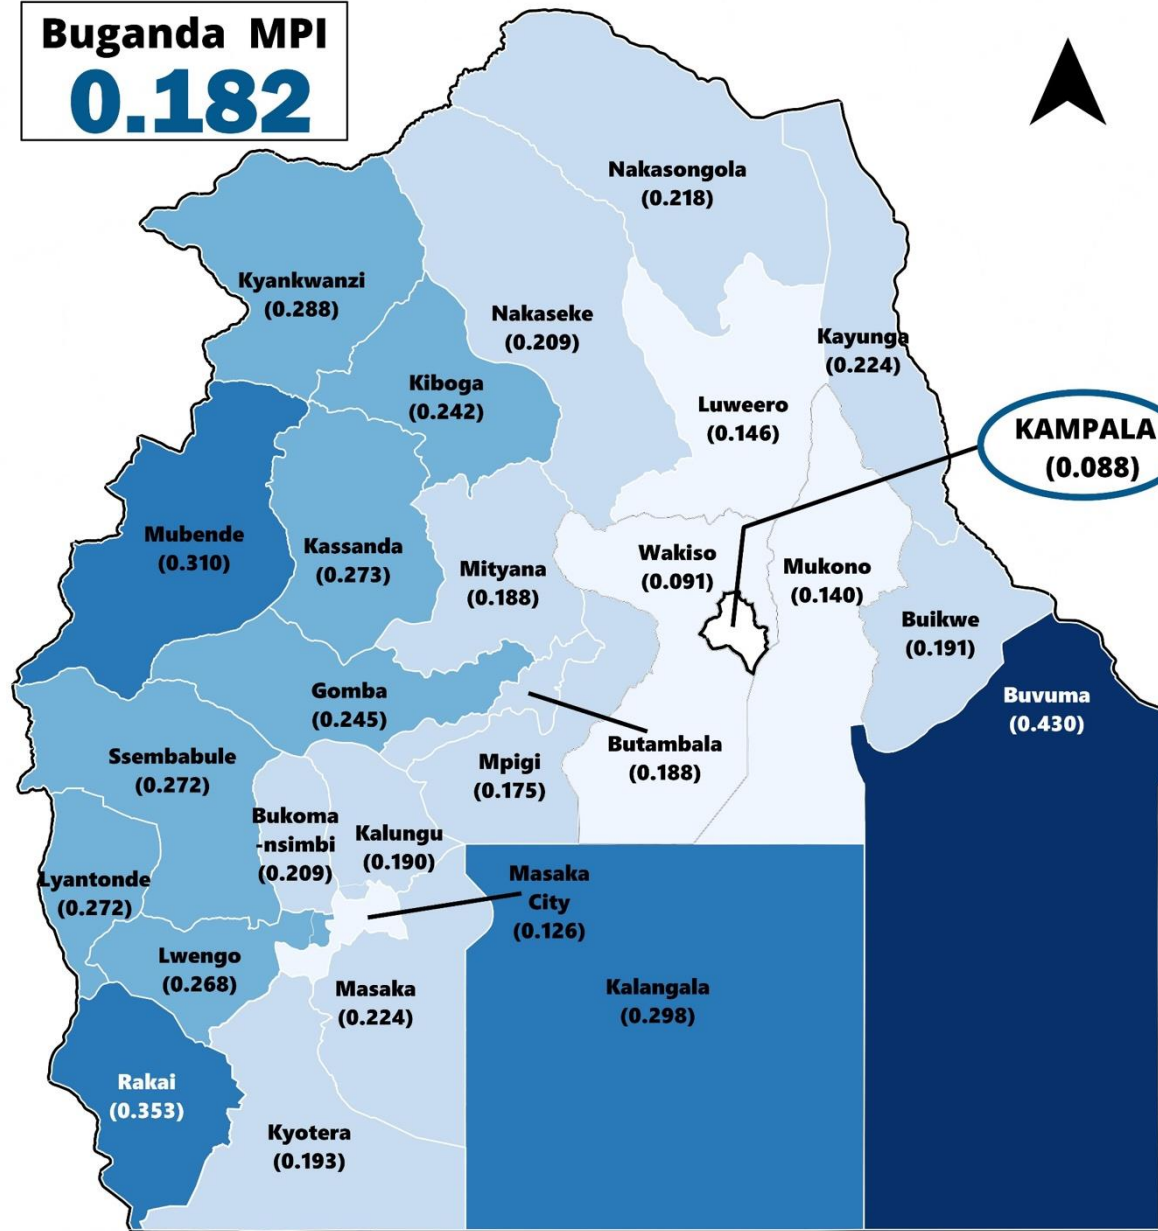 Buganda MPI
0.182
Nakasongola
(0.218)
Kyankwanzi
(0.288)
Nakaseke
(0.209)
Kayunga
(0.224)
Kiboga
(0.242)
Luweero
(0.146)
KAMPALA
(0.088)
Mubende
(0.310)
Kassanda
(0.273)
Mityana
(0.188)
Wakiso
(0.091)
Mukono
(0.140)
Buikwe
(0.191)
Gomba
(0.245)
Buvuma
(0.430)
Ssembabule
(0.272)
Mpigi
(0.175)
Butambala
(0.188)
Bukoma
-nsimbi
(0.209)
Kalungu
(0.190)
Lyantonde
(0.272)
Masaka
City
(0.126)
Lwengo
(0.268)
Masaka
(0.224)
Kalangala
(0.298)
Rakai
(0.353)
Kyotera
(0.193)